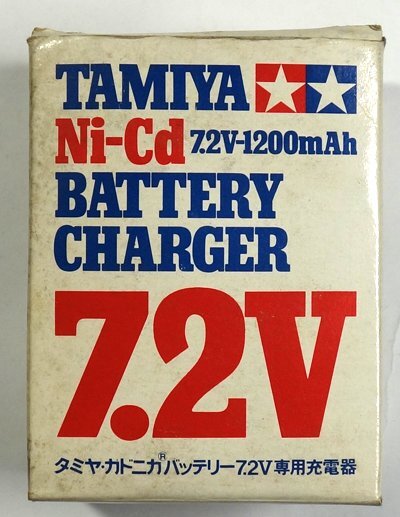 TAMIYA
Ni-Cd 7.2V-1200mAh
BATTERY
CHARGER
7.2V
タミヤ・カドニカ®バッテリー7.2V専用充電器